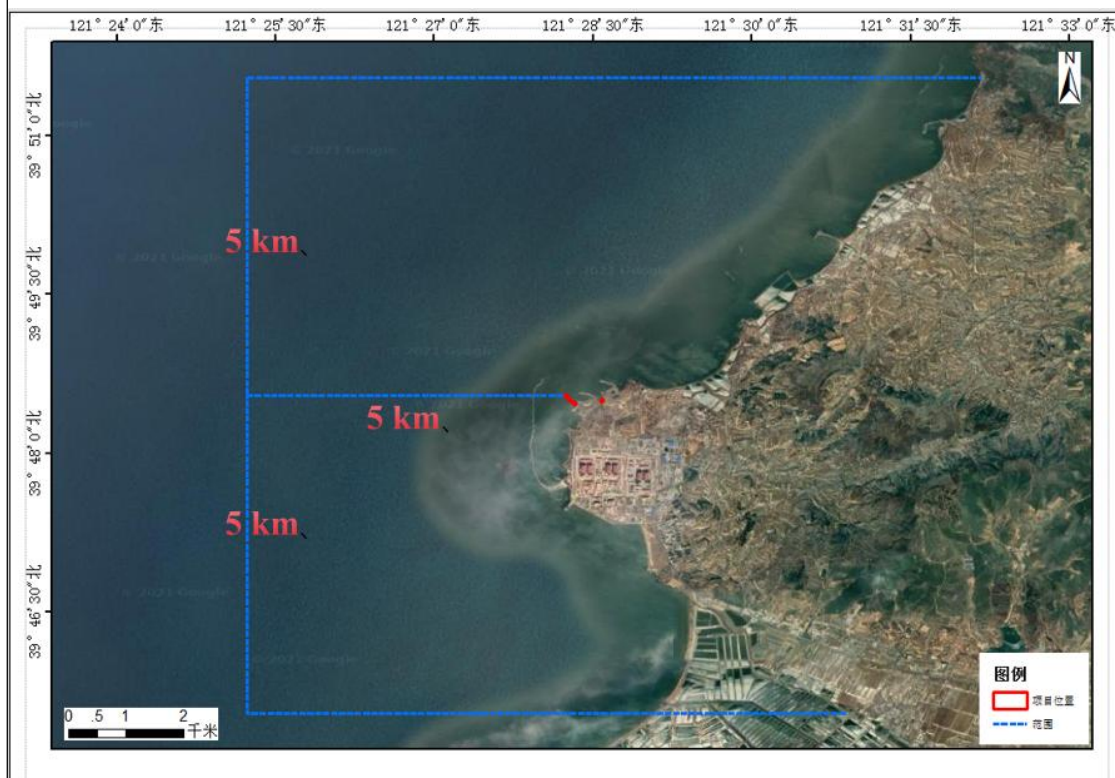 121° 24'0"东
121° 25'30"东
121° 27'0"东
121° 28'30"东
121° 30'0"东
121° 31'30"东
121° 33'0"东
N
39° 51'0"北
5 km
39° 49'30"北
5 km
39° 48'0"北
5 km
39° 46'30"北
图例
项目位置
范围
0 .5 1 2
千米